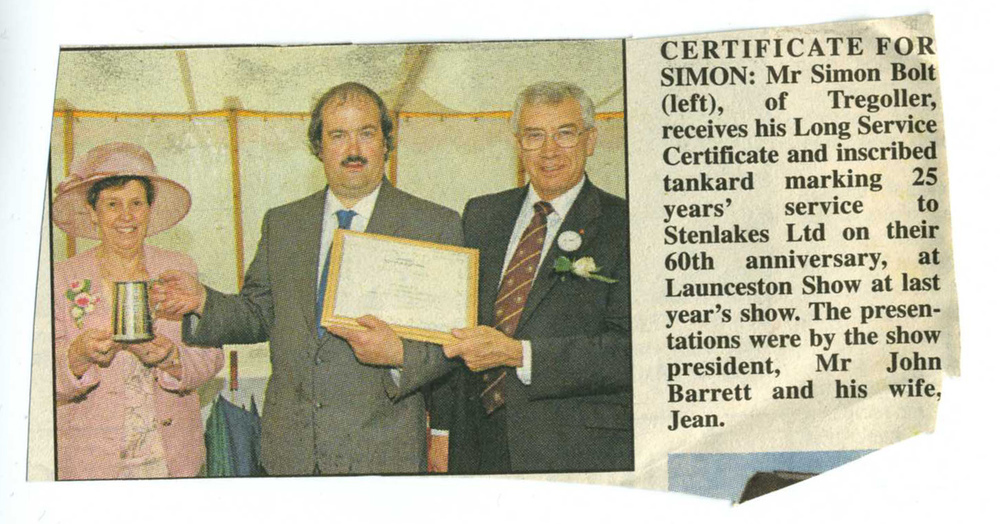 CERTIFICATE FOR
SIMON: Mr Simon Bolt
(left), of Tregoller,
receives his Long Service
Certificate and inscribed
tankard marking 25
years' service to
Stenlakes Ltd on their
60th anniversary, at
Launceston Show at last
year's show. The presen-
tations were by the show
president, Mr John
Barrett and his wife,
Jean.